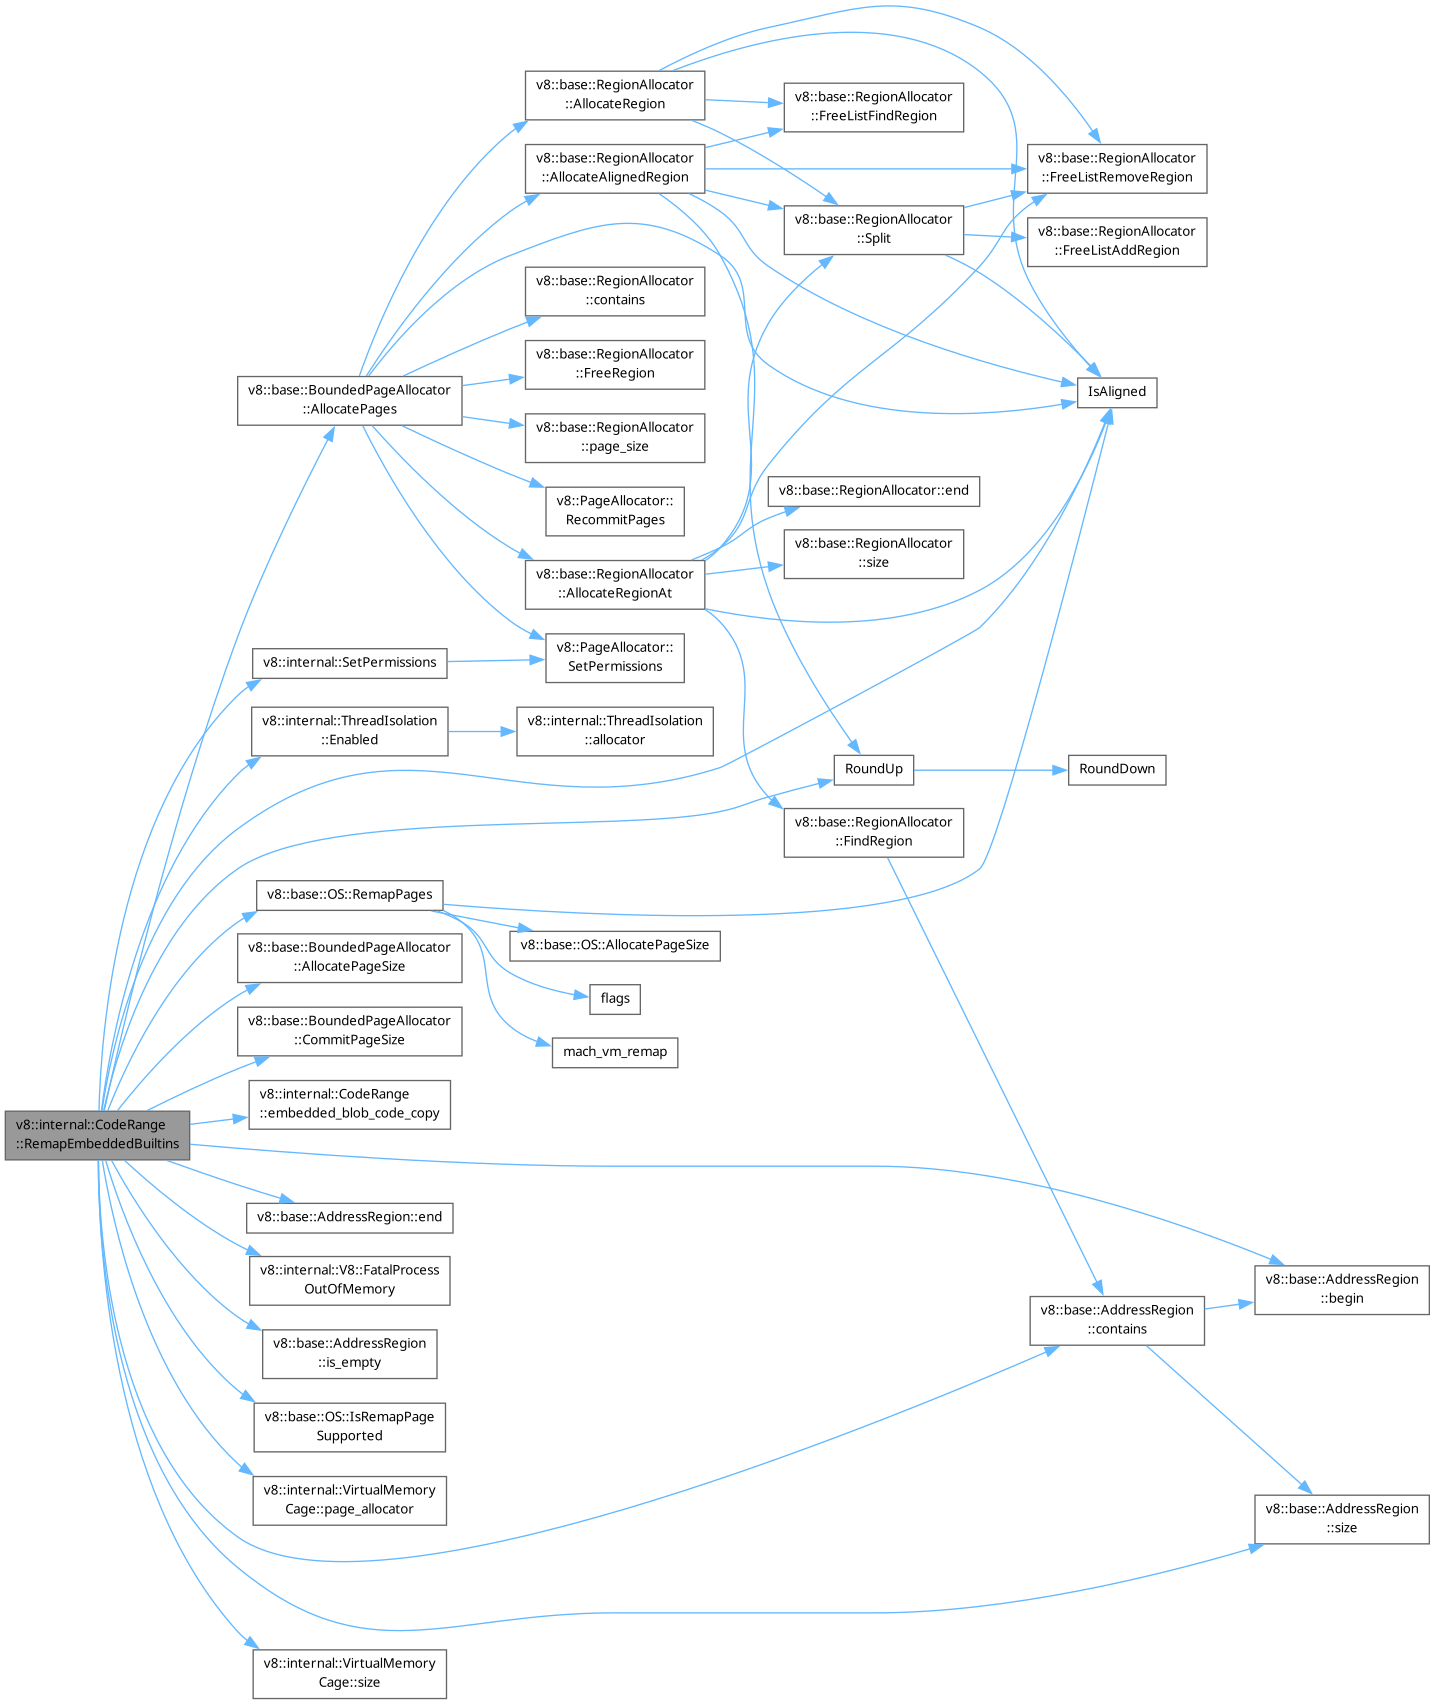 v8::base::RegionAllocator
::AllocateRegion
v8::base::RegionAllocator
::FreeListFindRegion
v8::base::RegionAllocator
::AllocateAlignedRegion
v8::base::RegionAllocator
::FreeListRemoveRegion
v8::base::RegionAllocator
::Split
v8::base::RegionAllocator
::FreeListAddRegion
v8::base::RegionAllocator
::contains
v8::base::RegionAllocator
::FreeRegion
v8::base::BoundedPageAllocator
::AllocatePages
IsAligned
v8::base::RegionAllocator
::page_size
v8::PageAllocator::
RecommitPages
v8::base::RegionAllocator::end
v8::base::RegionAllocator
::size
v8::base::RegionAllocator
::AllocateRegionAt
v8::PageAllocator::
SetPermissions
v8::internal::SetPermissions
v8::internal::ThreadIsolation
::Enabled
v8::internal::ThreadIsolation
::allocator
RoundUp
RoundDown
v8::base::RegionAllocator
::FindRegion
v8::base::OS::RemapPages
v8::base::OS::AllocatePageSize
v8::base::BoundedPageAllocator
::AllocatePageSize
flags
v8::base::BoundedPageAllocator
::CommitPageSize
mach_vm_remap
v8::internal::CodeRange
::embedded_blob_code_copy
v8::internal::CodeRange
::RemapEmbeddedBuiltins
v8::base::AddressRegion::end
v8::internal::V8::FatalProcess
OutOfMemory
v8::base::AddressRegion
::begin
v8::base::AddressRegion
::contains
v8::base::AddressRegion
::is_empty
v8::base::OS::IsRemapPage
Supported
v8::internal::VirtualMemory
Cage::page_allocator
v8::base::AddressRegion
::size
v8::internal::VirtualMemory
Cage::size